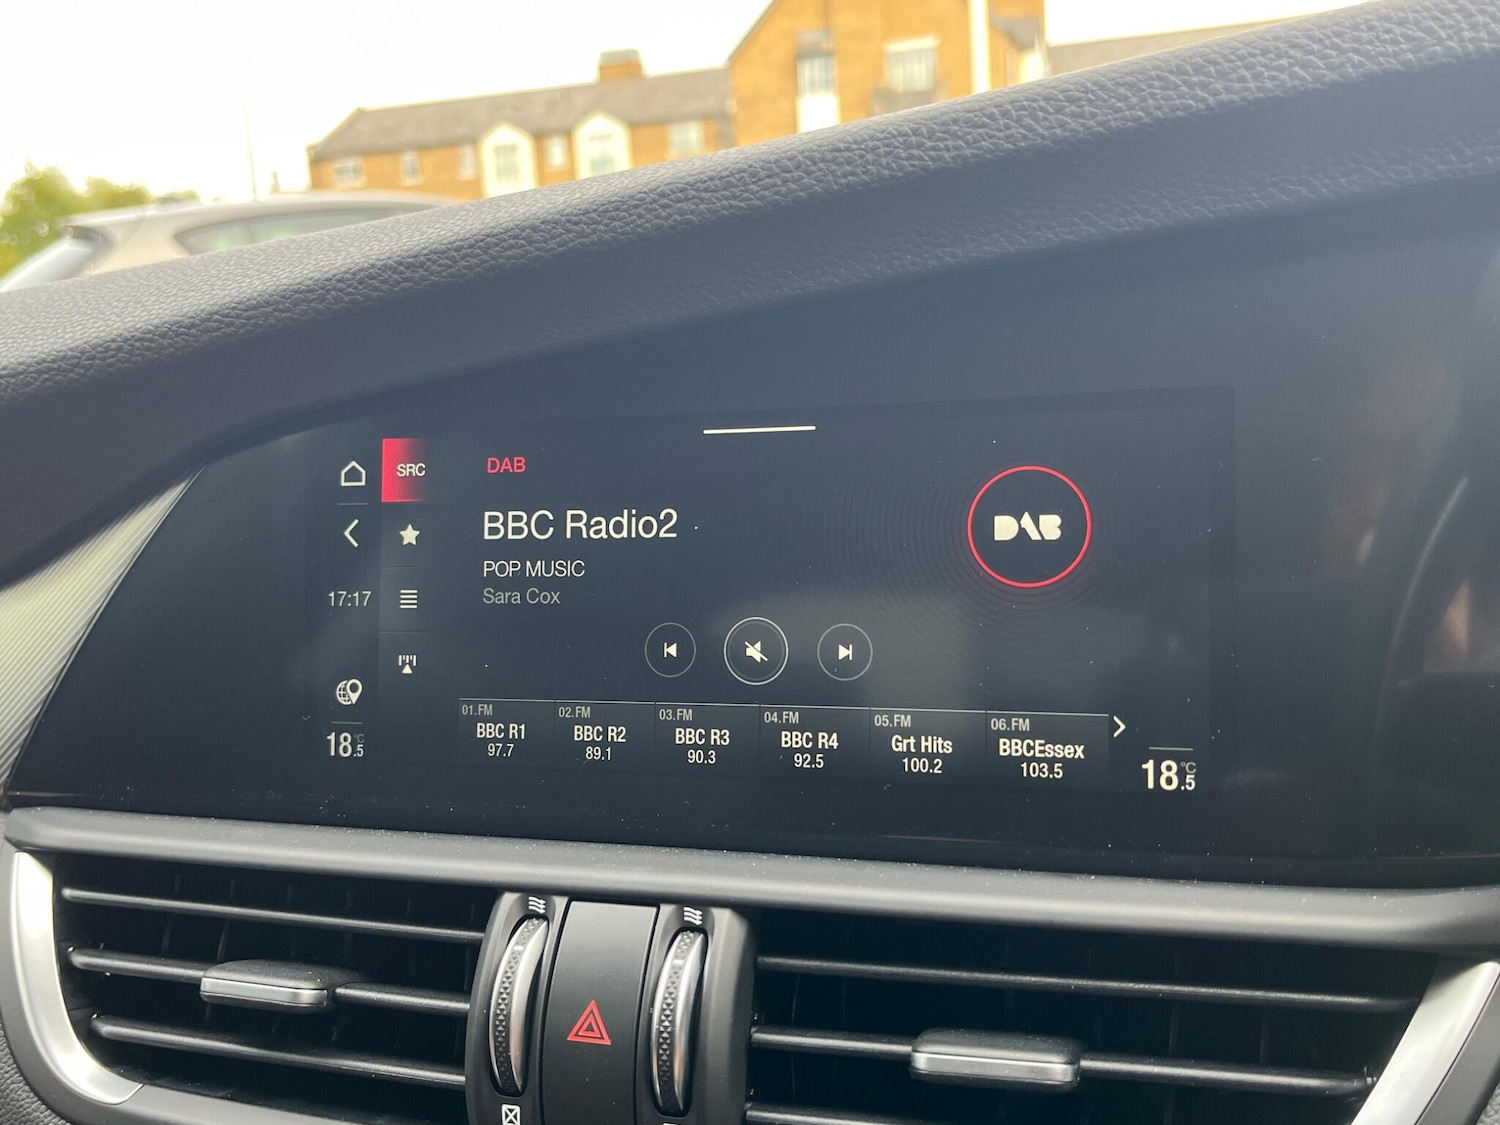 SRC
DAB
BBC Radio2
DAB
POP MUSIC
Sara Cox
17:17
01.FM
BBC R1
97.7
02.FM
BBC R2
89.1
03.FM
BBC R3
90.3
04.FM
BBC R4
92.5
05.FM
Grt Hits
100.2
06.FM
BBCEssex
103.5
18.5°C
18.5°C